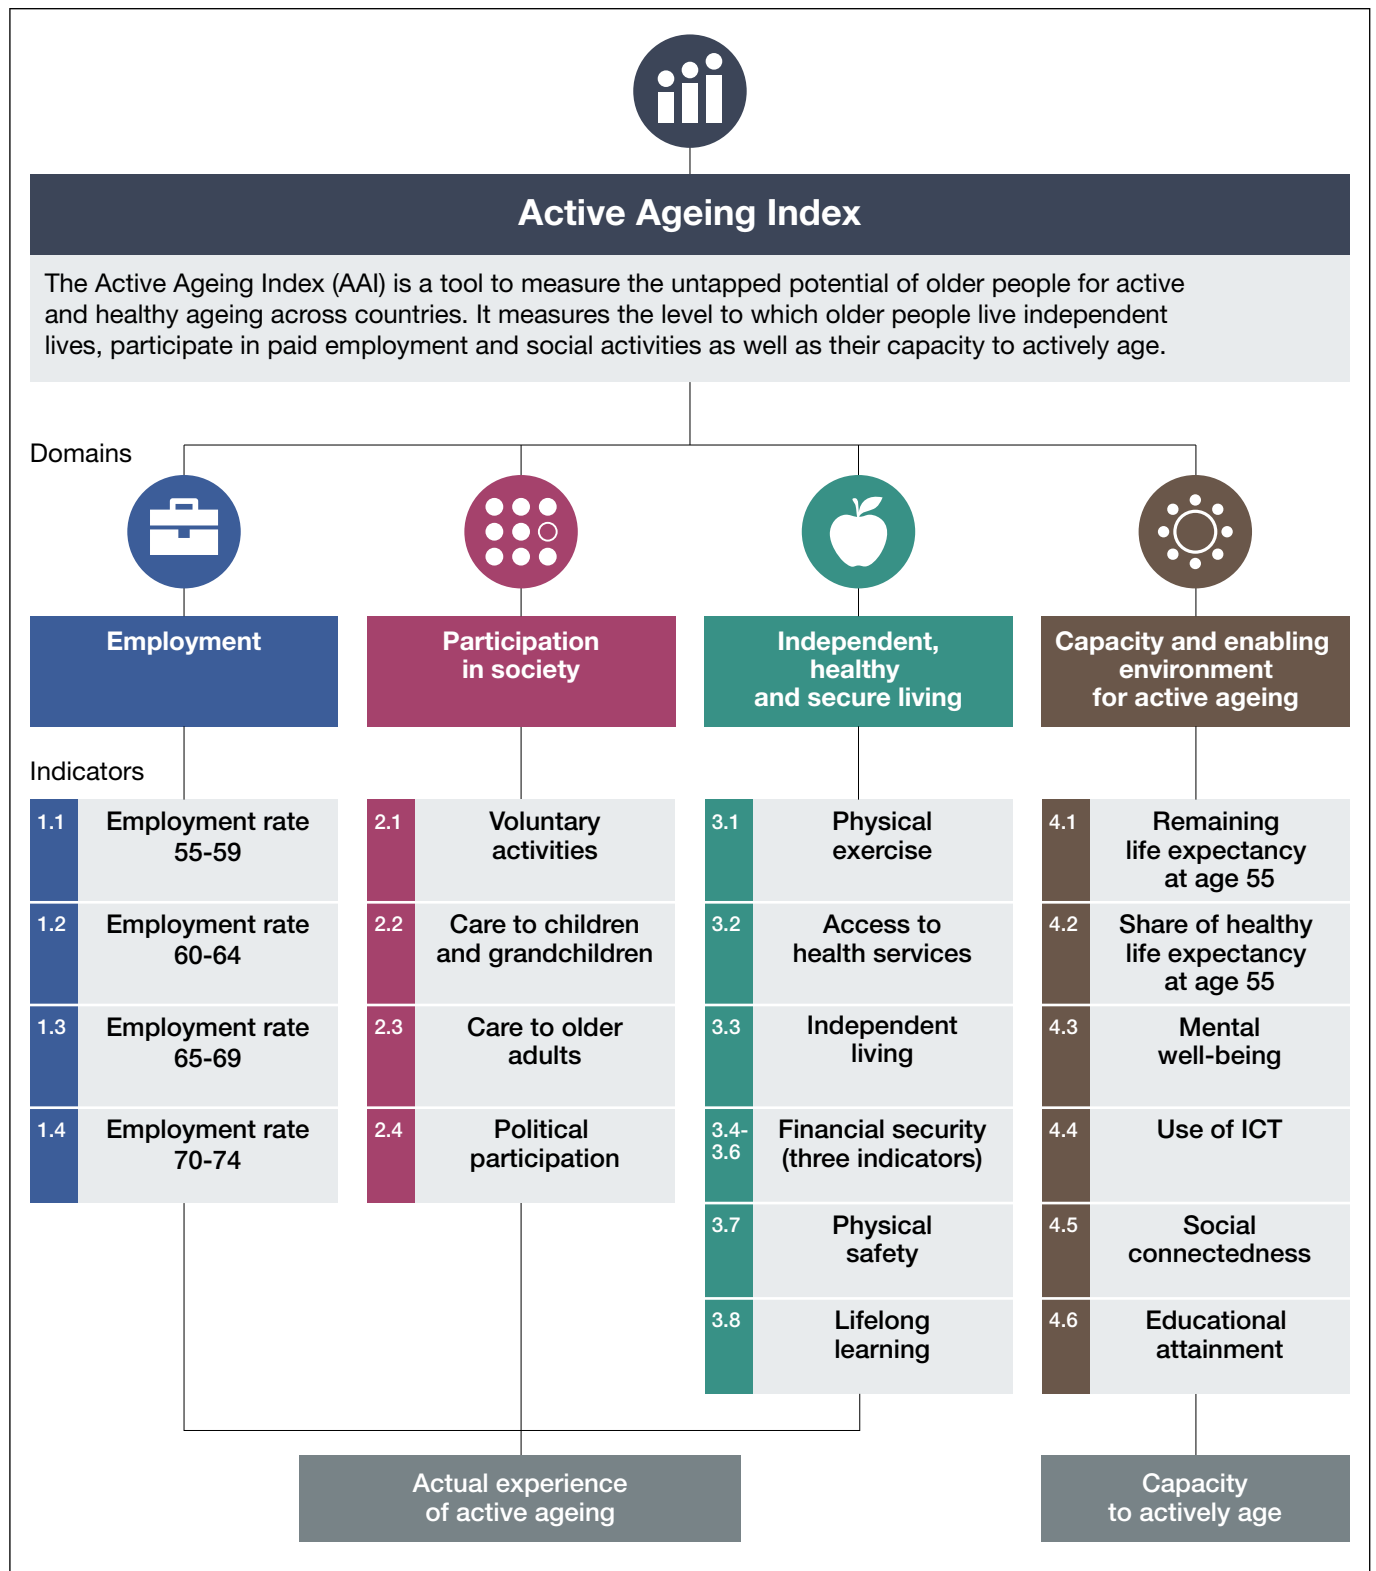 Active Ageing Index
The Active Ageing Index (AAI) is a tool to measure the untapped potential of older people for active
and healthy ageing across countries. It measures the level to which older people live independent
lives, participate in paid employment and social activities as well as their capacity to actively age.
Domains
Employment
Participation
in society
Independent,
healthy
and secure living
Capacity and enabling
environment
for active ageing
Indicators
1.1
Employment rate
55-59
1.2
Employment rate
60-64
1.3
Employment rate
65-69
1.4
Employment rate
70-74
2.1
Voluntary
activities
2.2
Care to children
and grandchildren
2.3
Care to older
adults
2.4
Political
participation
3.1
Physical
exercise
3.2
Access to
health services
3.3
Independent
living
3.4-
3.6
Financial security
(three indicators)
3.7
Physical
safety
3.8
Lifelong
learning
4.1
Remaining
life expectancy
at age 55
4.2
Share of healthy
life expectancy
at age 55
4.3
Mental
well-being
4.4
Use of ICT
4.5
Social
connectedness
4.6
Educational
attainment
Actual experience
of active ageing
Capacity
to actively age